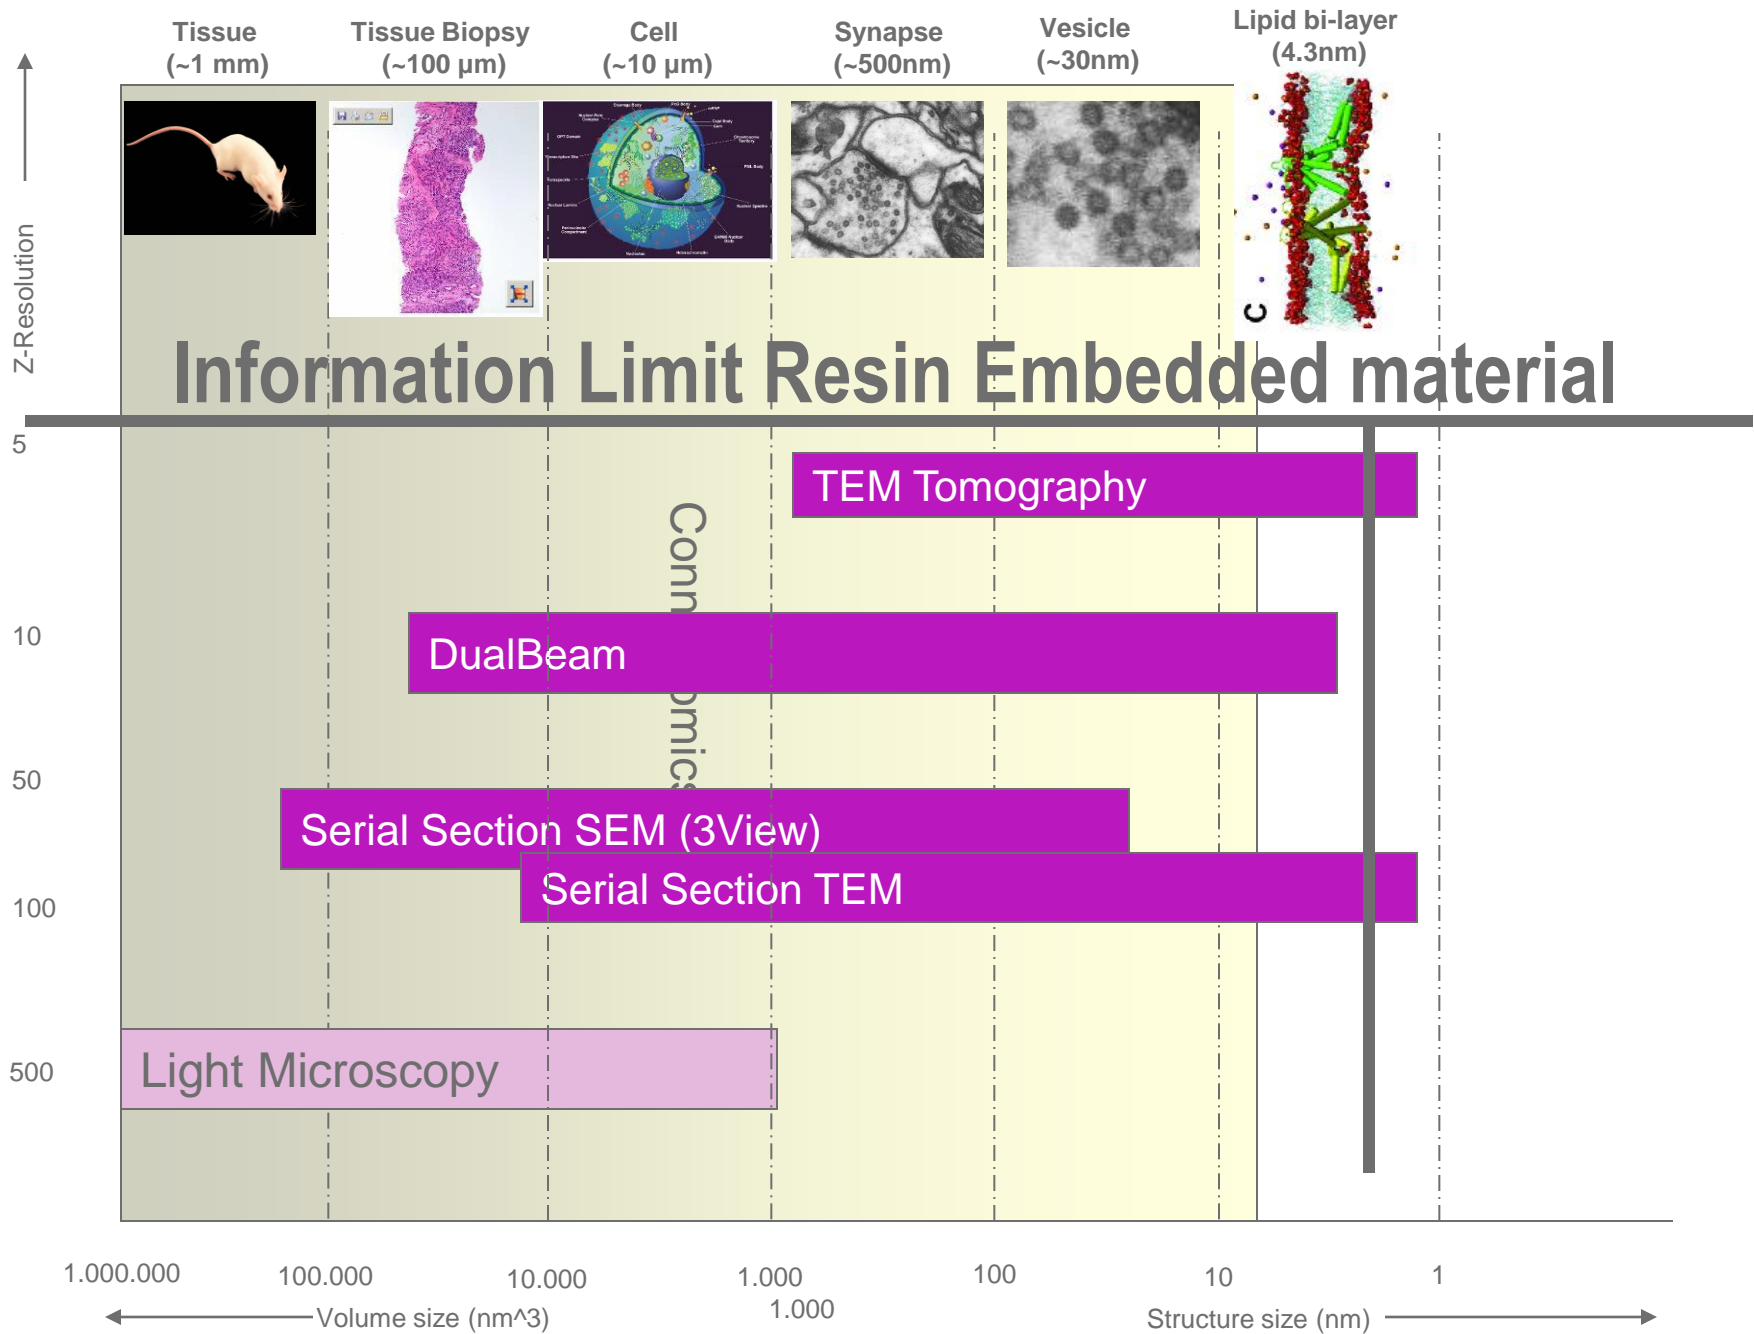 Tissue
(~1 mm)
Tissue Biopsy
(~100 µm)
Cell
(~10 µm)
Synapse
(~500nm)
Vesicle
(~30nm)
Lipid bi-layer
(4.3nm)
Z-Resolution
C
Information Limit Resin Embedded material
5
TEM Tomography
10
DualBeam
50
Serial Section SEM (3View)
Serial Section TEM
100
500
Light Microscopy
1.000.000
100.000
10.000
1.000
100
10
1
1.000
Volume size (nm^3)
Structure size (nm)